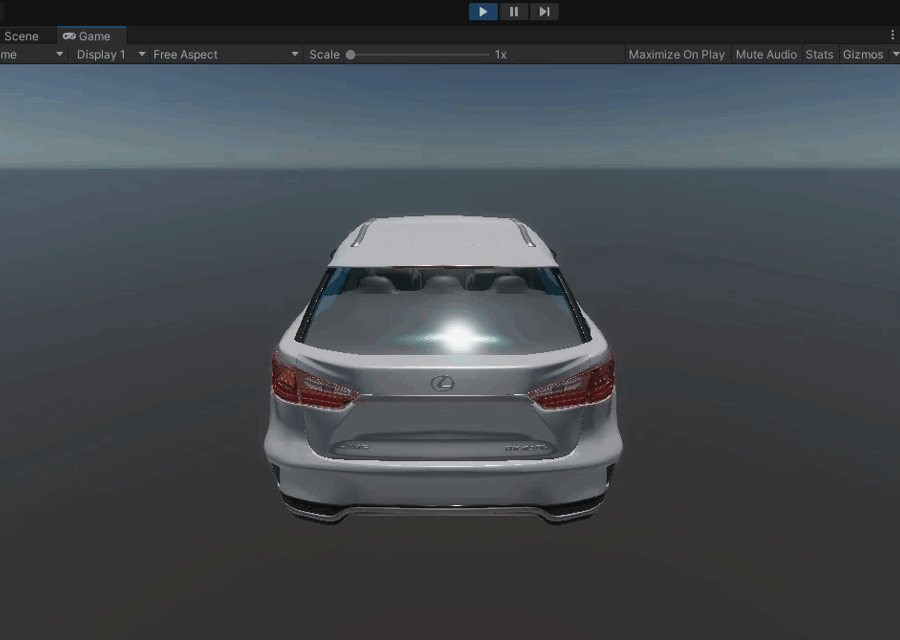 Scene
Game
me
Display 1
Free Aspect
Scale
1x
Maximize On Play
Mute Audio
Stats
Gizmos